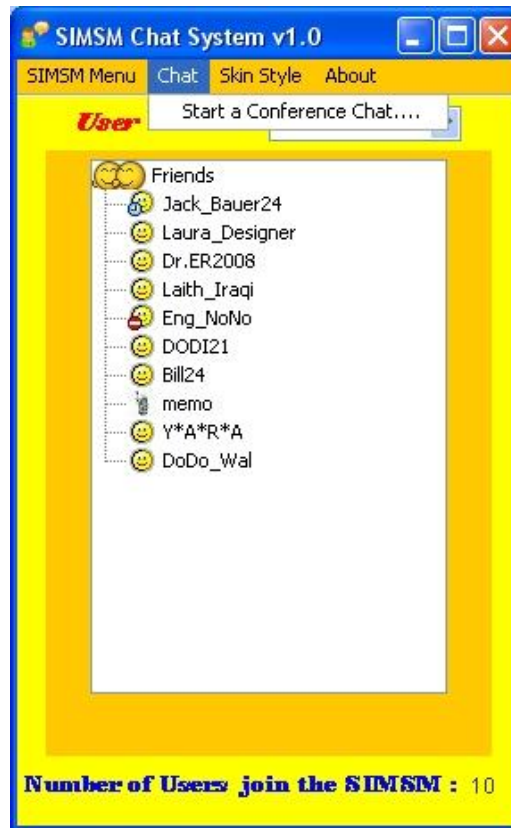 SIMSM Chat System v1.0
SIMSM Menu Chat Skin Style About
Start a Conference Chat....
User
Friends
Jack_Bauer24
Laura_Designer
Dr.ER2008
Laith_Iraqi
Eng_NoNo
DODI21
Bill24
memo
Y*A*R*A
DoDo_Wal
Number of Users join the SIMSM : 10